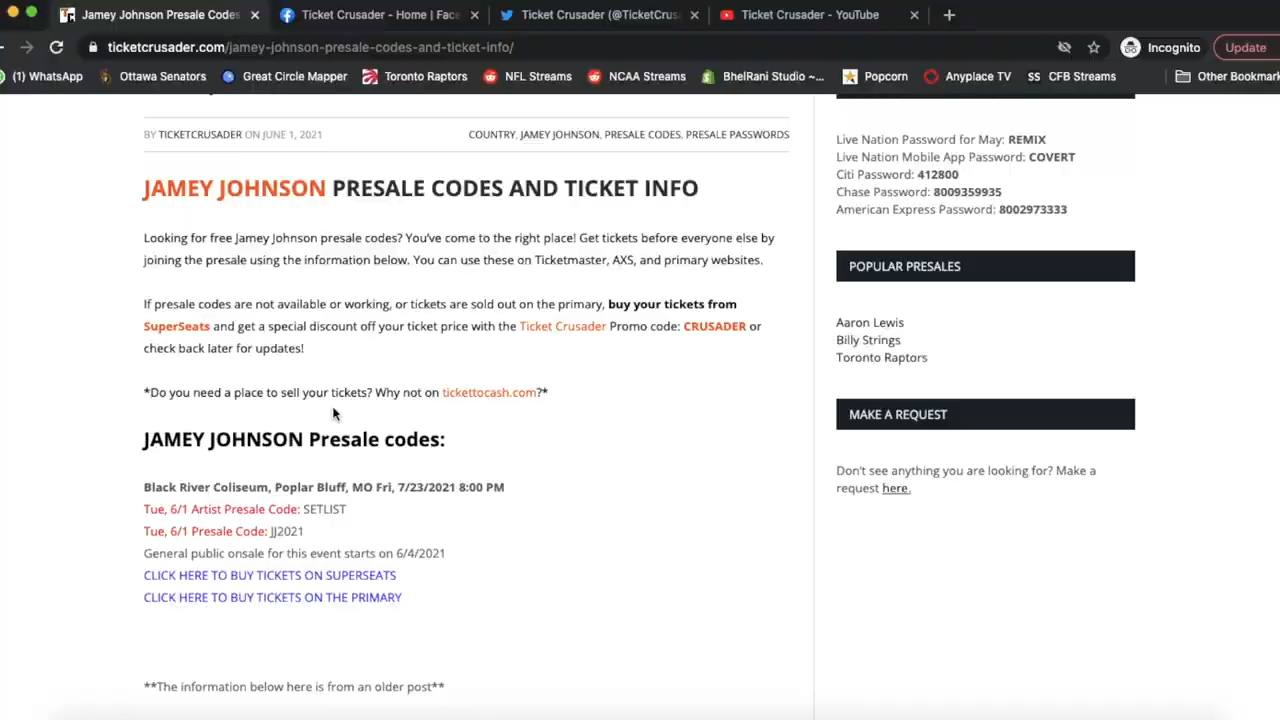 Jamey Johnson Presale Codes
Ticket Crusader - Home | Face
Ticket Crusader (@TicketCrus
Ticket Crusader - YouTube
ticketcrusader.com/jamey-johnson-presale-codes-and-ticket-info/
Incognito
Update
(1) WhatsApp
Ottawa Senators
Great Circle Mapper
Toronto Raptors
NFL Streams
NCAA Streams
BhelRani Studio ~...
Popcorn
Anyplace TV
SS CFB Streams
Other Bookmar
BY TICKETCRUSADER ON JUNE 1, 2021
COUNTRY, JAMEY JOHNSON, PRESALE CODES, PRESALE PASSWORDS
JAMEY JOHNSON PRESALE CODES AND TICKET INFO
Looking for free Jamey Johnson presale codes? You've come to the right place! Get tickets before everyone else by
joining the presale using the information below. You can use these on Ticketmaster, AXS, and primary websites.
If presale codes are not available or working, or tickets are sold out on the primary, buy your tickets from
SuperSeats and get a special discount off your ticket price with the Ticket Crusader Promo code: CRUSADER or
check back later for updates!
*Do you need a place to sell your tickets? Why not on tickettocash.com?*
JAMEY JOHNSON Presale codes:
Black River Coliseum, Poplar Bluff, MO Fri, 7/23/2021 8:00 PM
Tue, 6/1 Artist Presale Code: SETLIST
Tue, 6/1 Presale Code: JJ2021
General public onsale for this event starts on 6/4/2021
CLICK HERE TO BUY TICKETS ON SUPERSEATS
CLICK HERE TO BUY TICKETS ON THE PRIMARY
**The information below here is from an older post**
Live Nation Password for May: REMIX
Live Nation Mobile App Password: COVERT
Citi Password: 412800
Chase Password: 8009359935
American Express Password: 8002973333
POPULAR PRESALES
Aaron Lewis
Billy Strings
Toronto Raptors
MAKE A REQUEST
Don't see anything you are looking for? Make a
request here.